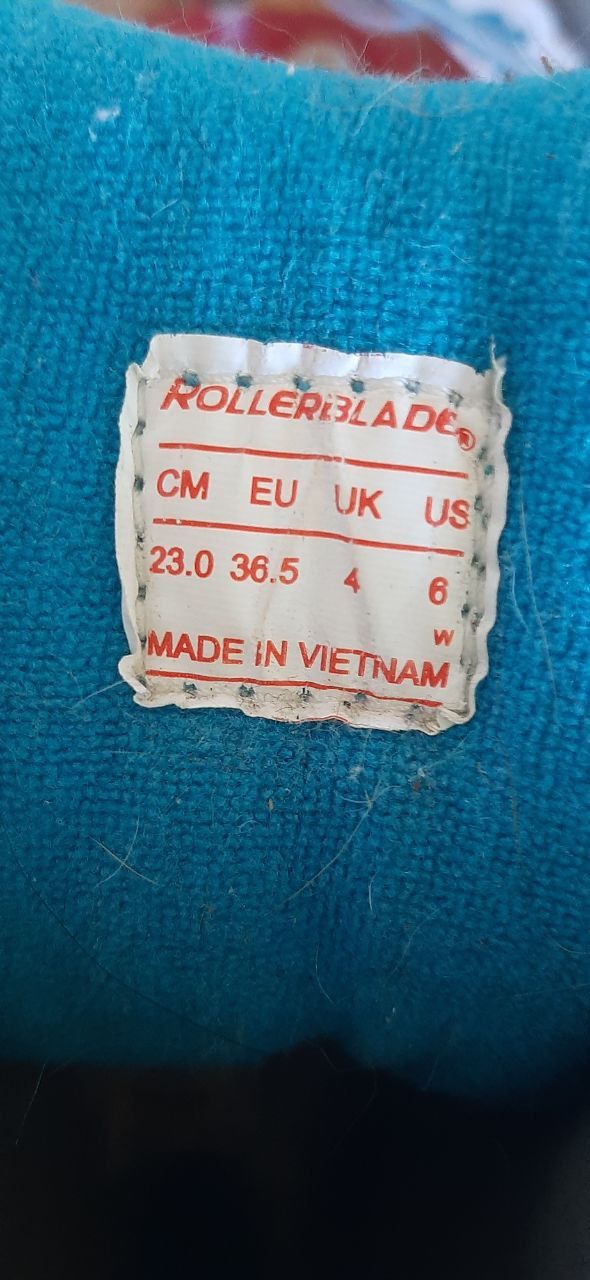 ROLLERBLADE®
CM EU UK US
23.0 36.5 4 6
W
MADE IN VIETNAM